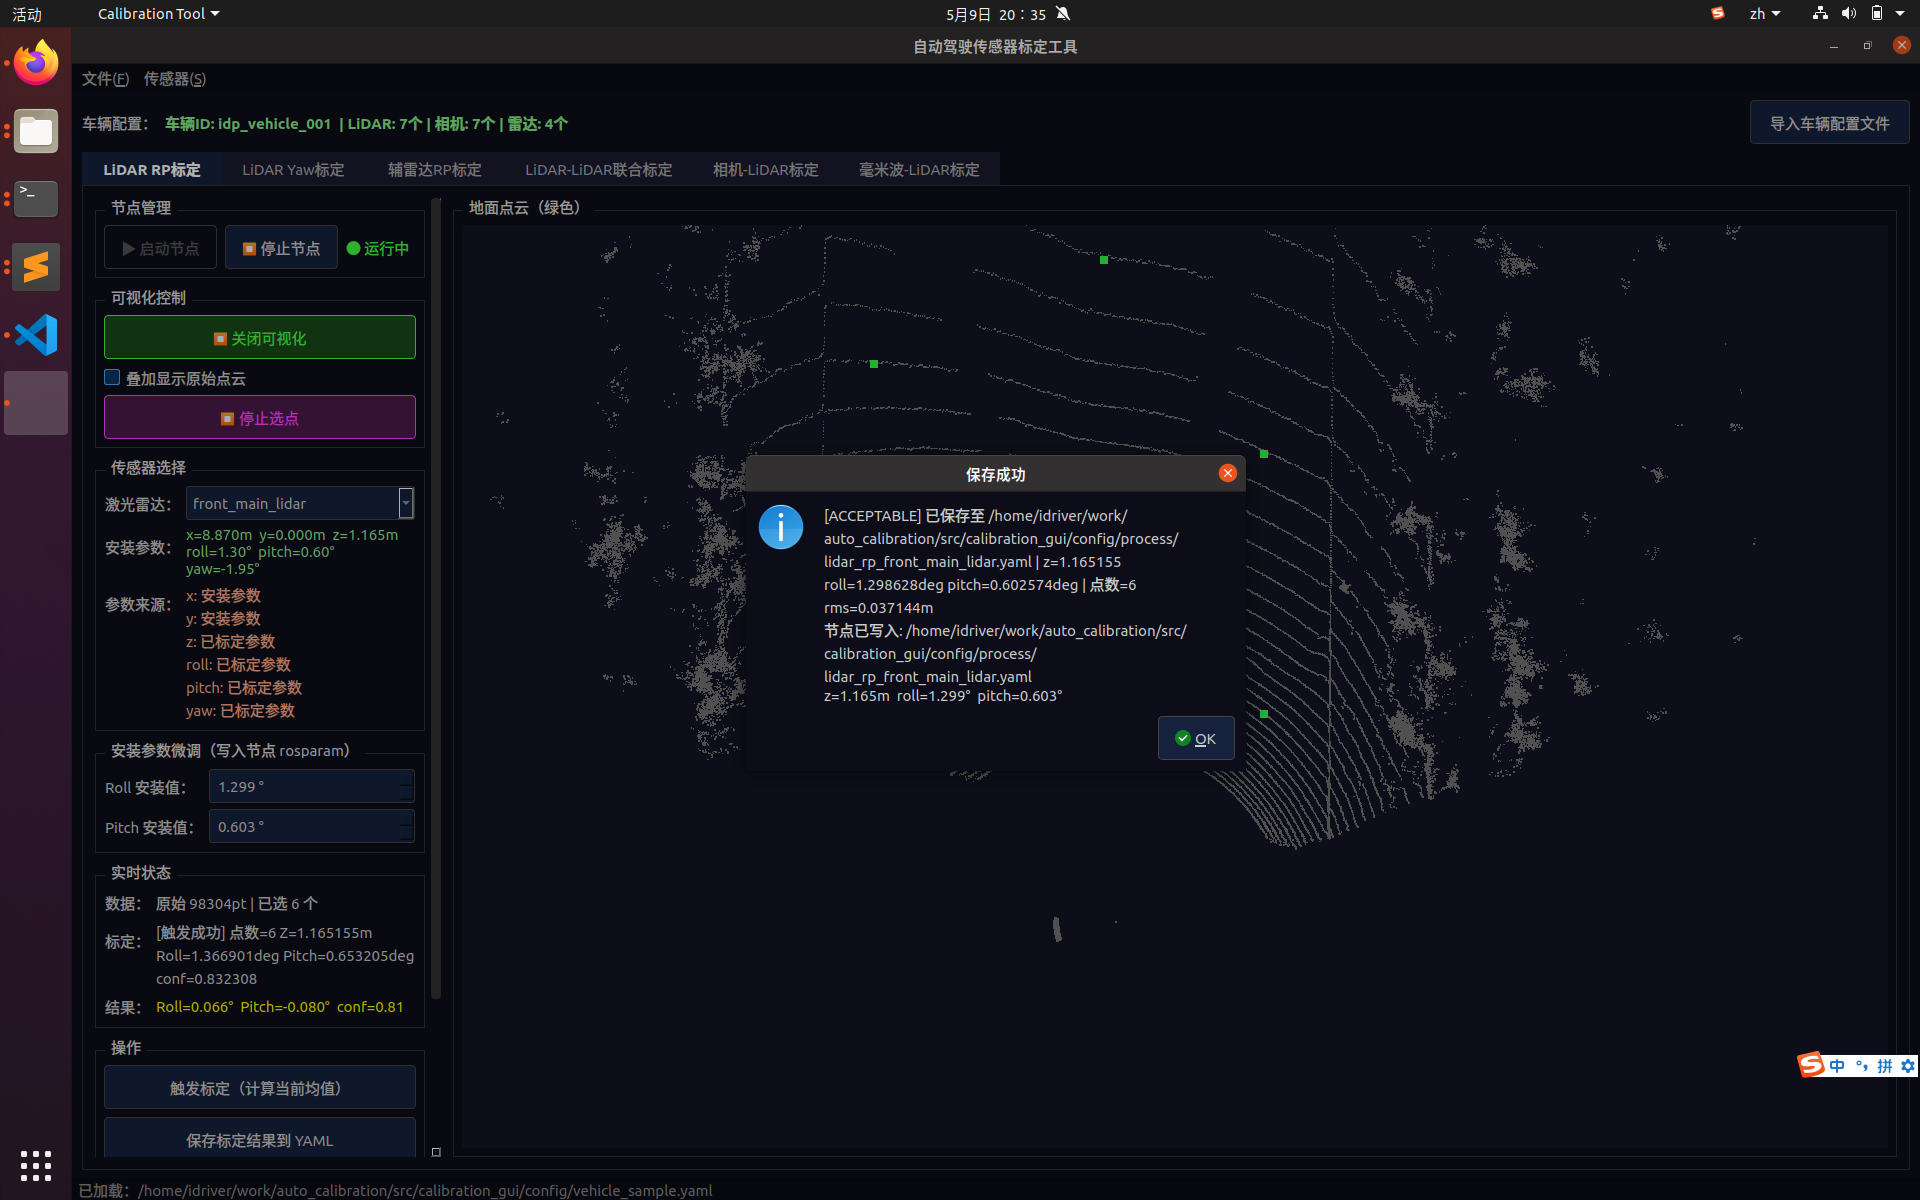 活动
Calibration Tool
5月9日 20：35
zh
自动驾驶传感器标定工具
文件(F) 传感器(S)
车辆配置： 车辆ID: idp_vehicle_001 | LiDAR: 7个 | 相机: 7个 | 雷达: 4个
导入车辆配置文件
LiDAR RP标定 LiDAR Yaw标定 辅雷达RP标定 LiDAR-LiDAR联合标定 相机-LiDAR标定 毫米波-LiDAR标定
节点管理
启动节点 停止节点 运行中
可视化控制
关闭可视化
叠加显示原始点云
停止选点
传感器选择
激光雷达： front_main_lidar
安装参数： x=8.870m y=0.000m z=1.165m
roll=1.30° pitch=0.60°
yaw=-1.95°
参数来源： x: 安装参数
y: 安装参数
z: 已标定参数
roll: 已标定参数
pitch: 已标定参数
yaw: 已标定参数
安装参数微调（写入节点 rosparam）
Roll 安装值： 1.299 °
Pitch 安装值： 0.603 °
实时状态
数据： 原始 98304pt | 已选 6 个
标定： [触发成功] 点数=6 Z=1.165155m
Roll=1.366901deg Pitch=0.653205deg
conf=0.832308
结果： Roll=0.066° Pitch=-0.080° conf=0.81
操作
触发标定（计算当前均值）
保存标定结果到 YAML
地面点云（绿色）
保存成功
[ACCEPTABLE] 已保存至 /home/idriver/work/
auto_calibration/src/calibration_gui/config/process/
lidar_rp_front_main_lidar.yaml | z=1.165155
roll=1.298628deg pitch=0.602574deg | 点数=6
rms=0.037144m
节点已写入: /home/idriver/work/auto_calibration/src/
calibration_gui/config/process/
lidar_rp_front_main_lidar.yaml
z=1.165m roll=1.299° pitch=0.603°
OK
中 °, 拼
已加载： /home/idriver/work/auto_calibration/src/calibration_gui/config/vehicle_sample.yaml